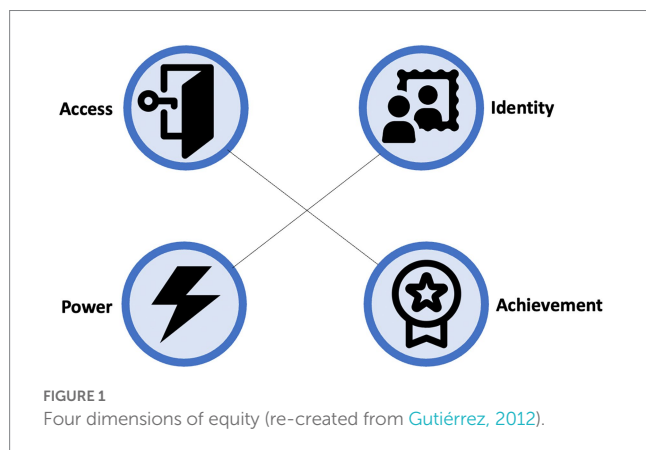 Access
Identity
Power
Achievement
FIGURE 1
Four dimensions of equity (re-created from Gutiérrez, 2012).